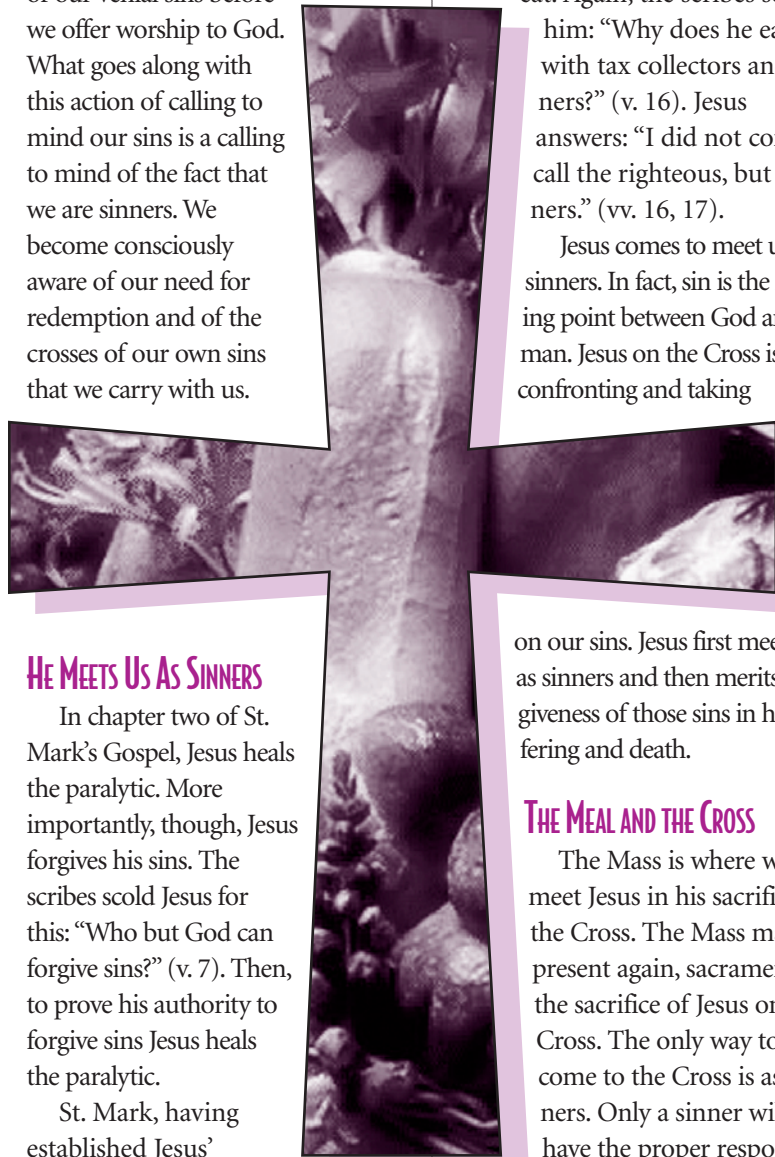 we offer worship to God.
What goes along with
this action of calling to
mind our sins is a calling
to mind of the fact that
we are sinners. We
become consciously
aware of our need for
redemption and of the
crosses of our own sins
that we carry with us.
HE MEETS US AS SINNERS
In chapter two of St.
Mark's Gospel, Jesus heals
the paralytic. More
importantly, though, Jesus
forgives his sins. The
scribes scold Jesus for
this: “Who but God can
forgive sins?” (v. 7). Then,
to prove his authority to
forgive sins Jesus heals
the paralytic.
St. Mark, having
established Jesus’
him: “Why does he
with tax collectors
ners?” (v. 16). Jesus
answers: “I did not
call the righteous, but
ners.” (vv. 16, 17).
Jesus comes to meet
sinners. In fact, sin is the
ing point between God
man. Jesus on the Cross is
confronting and taking
on our sins. Jesus first
as sinners and then merits
giveness of those sins in
fering and death.
THE MEAL AND THE CROSS
The Mass is where
meet Jesus in his
the Cross. The Mass
present again,
the sacrifice of Jesus
Cross. The only way to
come to the Cross is
ners. Only a sinner
have the proper